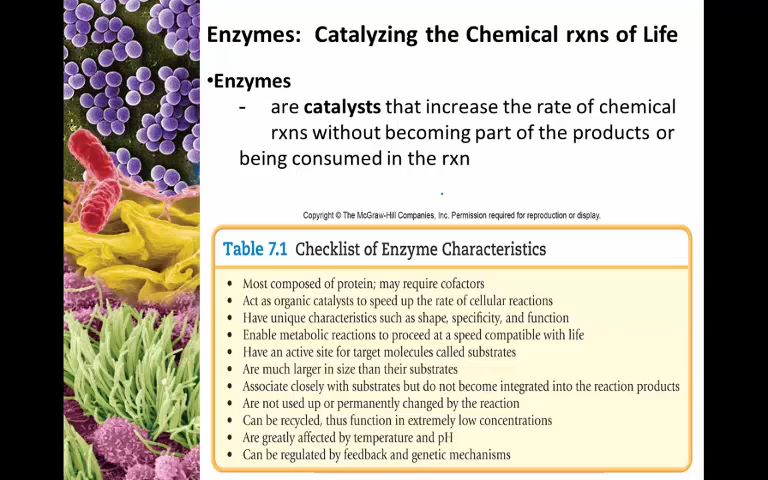 Enzymes: Catalyzing the Chemical rxns of Life
•Enzymes
- are catalysts that increase the rate of chemical
rxns without becoming part of the products or
being consumed in the rxn
Copyright © The McGraw-Hill Companies, Inc. Permission required for reproduction or display.
Table 7.1 Checklist of Enzyme Characteristics
• Most composed of protein; may require cofactors
• Act as organic catalysts to speed up the rate of cellular reactions
• Have unique characteristics such as shape, specificity, and function
• Enable metabolic reactions to proceed at a speed compatible with life
• Have an active site for target molecules called substrates
• Are much larger in size than their substrates
• Associate closely with substrates but do not become integrated into the reaction products
• Are not used up or permanently changed by the reaction
• Can be recycled, thus function in extremely low concentrations
• Are greatly affected by temperature and pH
• Can be regulated by feedback and genetic mechanisms